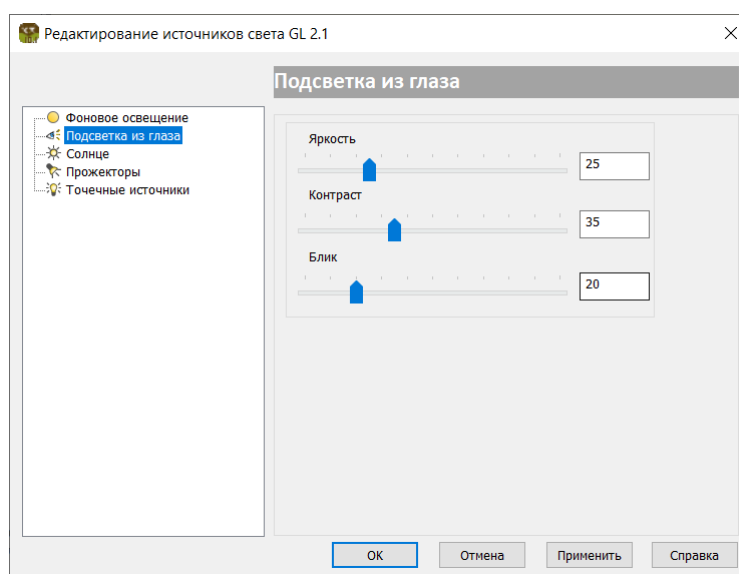 Редактирование источников света GL 2.1
Подсветка из глаза
Фоновое освещение
Подсветка из глаза
Солнце
Прожекторы
Точечные источники
Яркость
25
Контраст
35
Блик
20
OK
Отмена
Применить
Справка